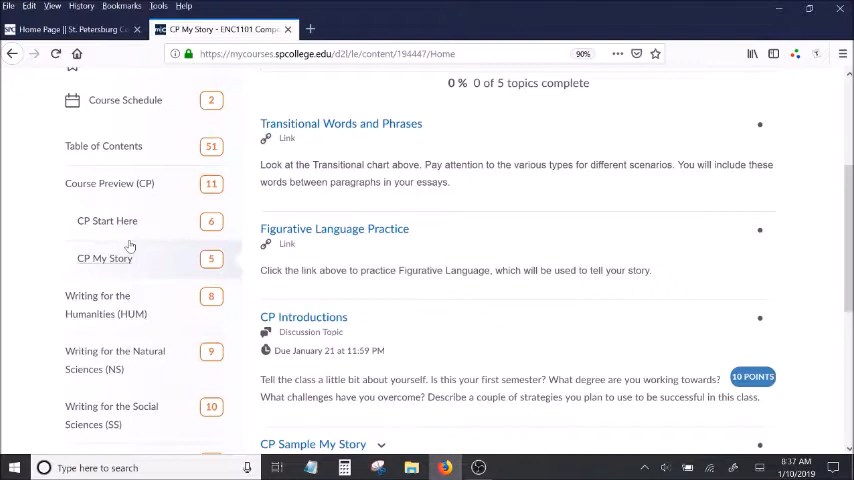 File Edit View History Bookmarks Tools Help
SPC Home Page || St. Petersburg Co
CP My Story - ENC1101 Compo
https://mycourses.spcollege.edu/d2l/le/content/194447/Home
90%
0 % 0 of 5 topics complete
Course Schedule 2
Table of Contents 51
Course Preview (CP) 11
CP Start Here 6
CP My Story 5
Writing for the 8
Humanities (HUM)
Writing for the Natural 9
Sciences (NS)
Writing for the Social 10
Sciences (SS)
Transitional Words and Phrases
Link
Look at the Transitional chart above. Pay attention to the various types for different scenarios. You will include these
words between paragraphs in your essays.
Figurative Language Practice
Link
Click the link above to practice Figurative Language, which will be used to tell your story.
CP Introductions
Discussion Topic
Due January 21 at 11:59 PM
10 POINTS
Tell the class a little bit about yourself. Is this your first semester? What degree are you working towards?
What challenges have you overcome? Describe a couple of strategies you plan to use to be successful in this class.
CP Sample My Story
Type here to search
8:37 AM
1/10/2019